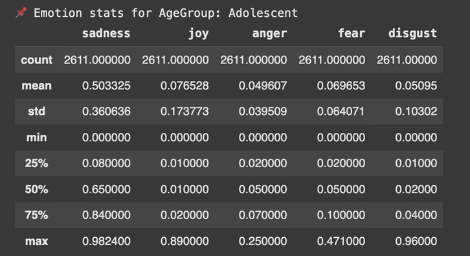 📌 Emotion stats for AgeGroup: Adolescent
sadness joy anger fear disgust
count 2611.000000 2611.000000 2611.000000 2611.000000 2611.00000
mean 0.503325 0.076528 0.049607 0.069653 0.05095
std 0.360636 0.173773 0.039509 0.064071 0.10302
min 0.000000 0.000000 0.000000 0.000000 0.00000
25% 0.080000 0.010000 0.020000 0.020000 0.01000
50% 0.650000 0.010000 0.050000 0.050000 0.02000
75% 0.840000 0.020000 0.070000 0.100000 0.04000
max 0.982400 0.890000 0.250000 0.471000 0.96000